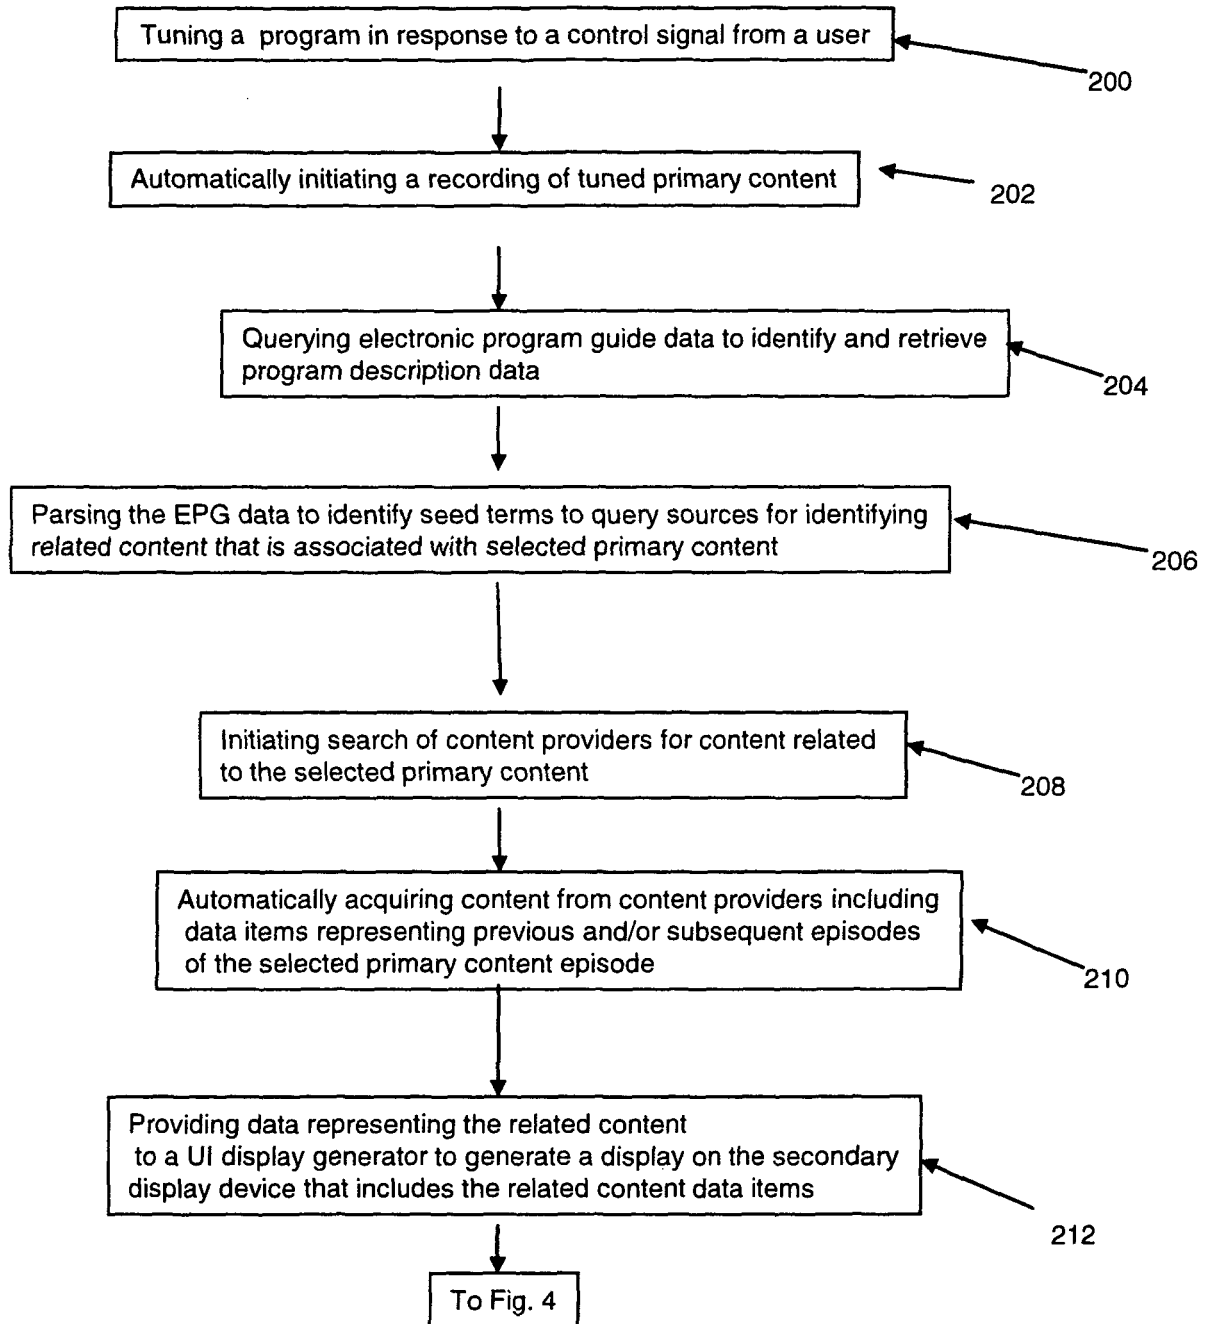 Tuning a program in response to a control signal from a user
200
Automatically initiating a recording of tuned primary content
202
Querying electronic program guide data to identify and retrieve
program description data
204
Parsing the EPG data to identify seed terms to query sources for identifying
related content that is associated with selected primary content
206
Initiating search of content providers for content related
to the selected primary content
208
Automatically acquiring content from content providers including
data items representing previous and/or subsequent episodes
of the selected primary content episode
210
Providing data representing the related content
to a UI display generator to generate a display on the secondary
display device that includes the related content data items
212
To Fig. 4